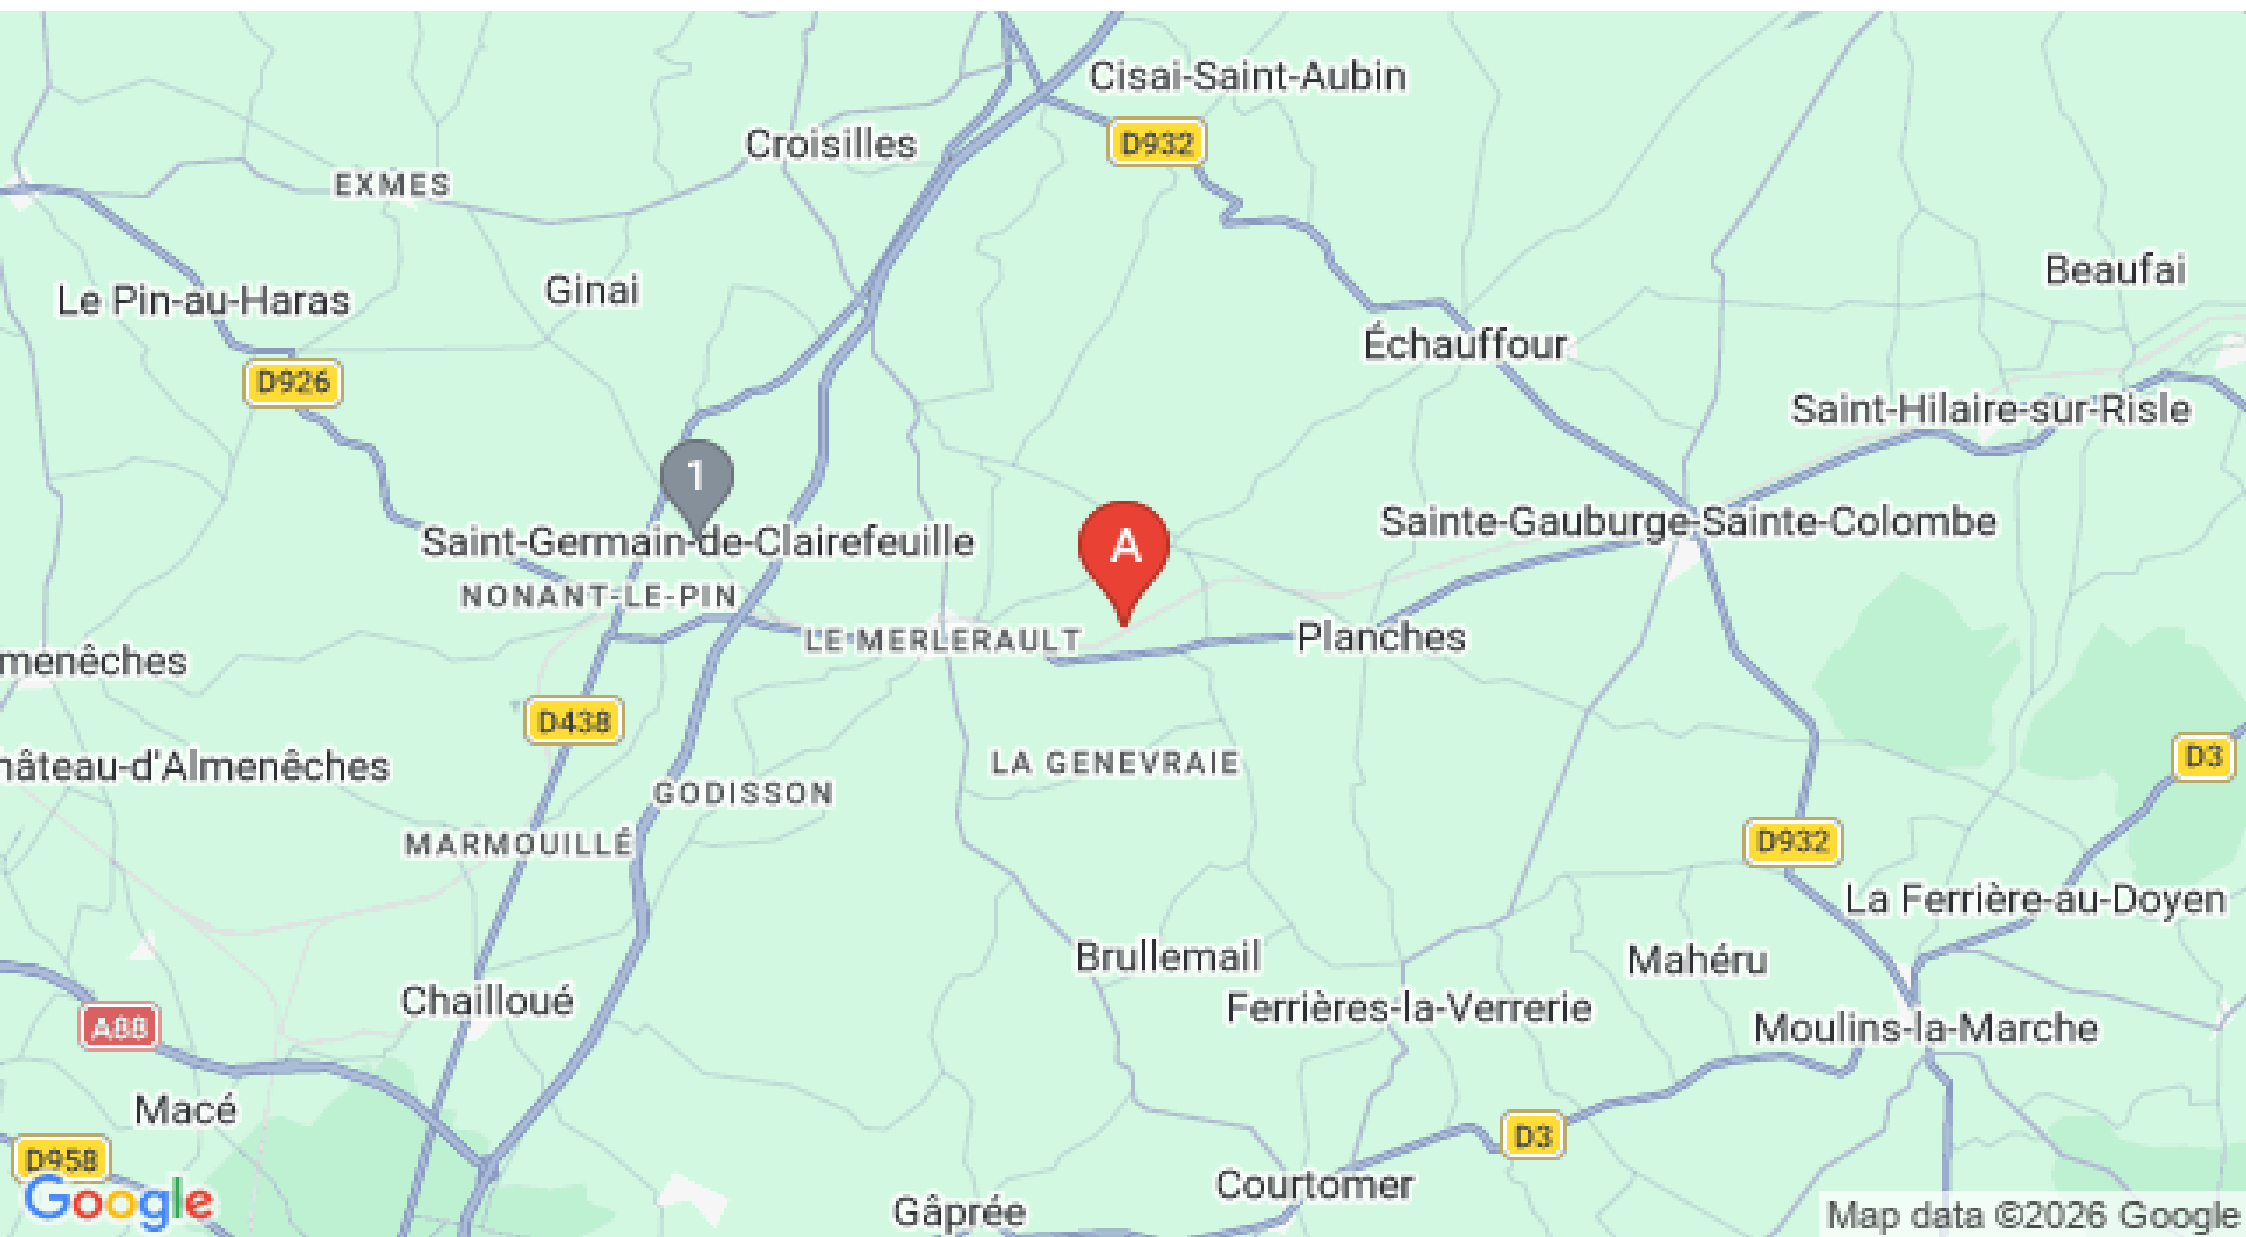 Cisai-Saint-Aubin
Croisilles
D932
EXMES
Beaufai
Ginai
Le Pin-au-Haras
Échauffour
D926
Saint-Hilaire-sur-Risle
1
Sainte-Gauburge-Sainte-Colombe
Saint-Germain-de-Clairefeuille
A
NONANT-LE-PIN
LE MERLERAULT
Planches
menêches
D438
D3
LA GENEVRAIE
hâteau-d'Almenêches
GODISSON
MARMOUILLÉ
D932
La Ferrière-au-Doyen
Brullemail
Mahéru
Chailloué
Ferrières-la-Verrerie
A88
Moulins-la-Marche
Macé
D3
D958
Courtomer
Google
Gâprée
Map data ©2026 Google